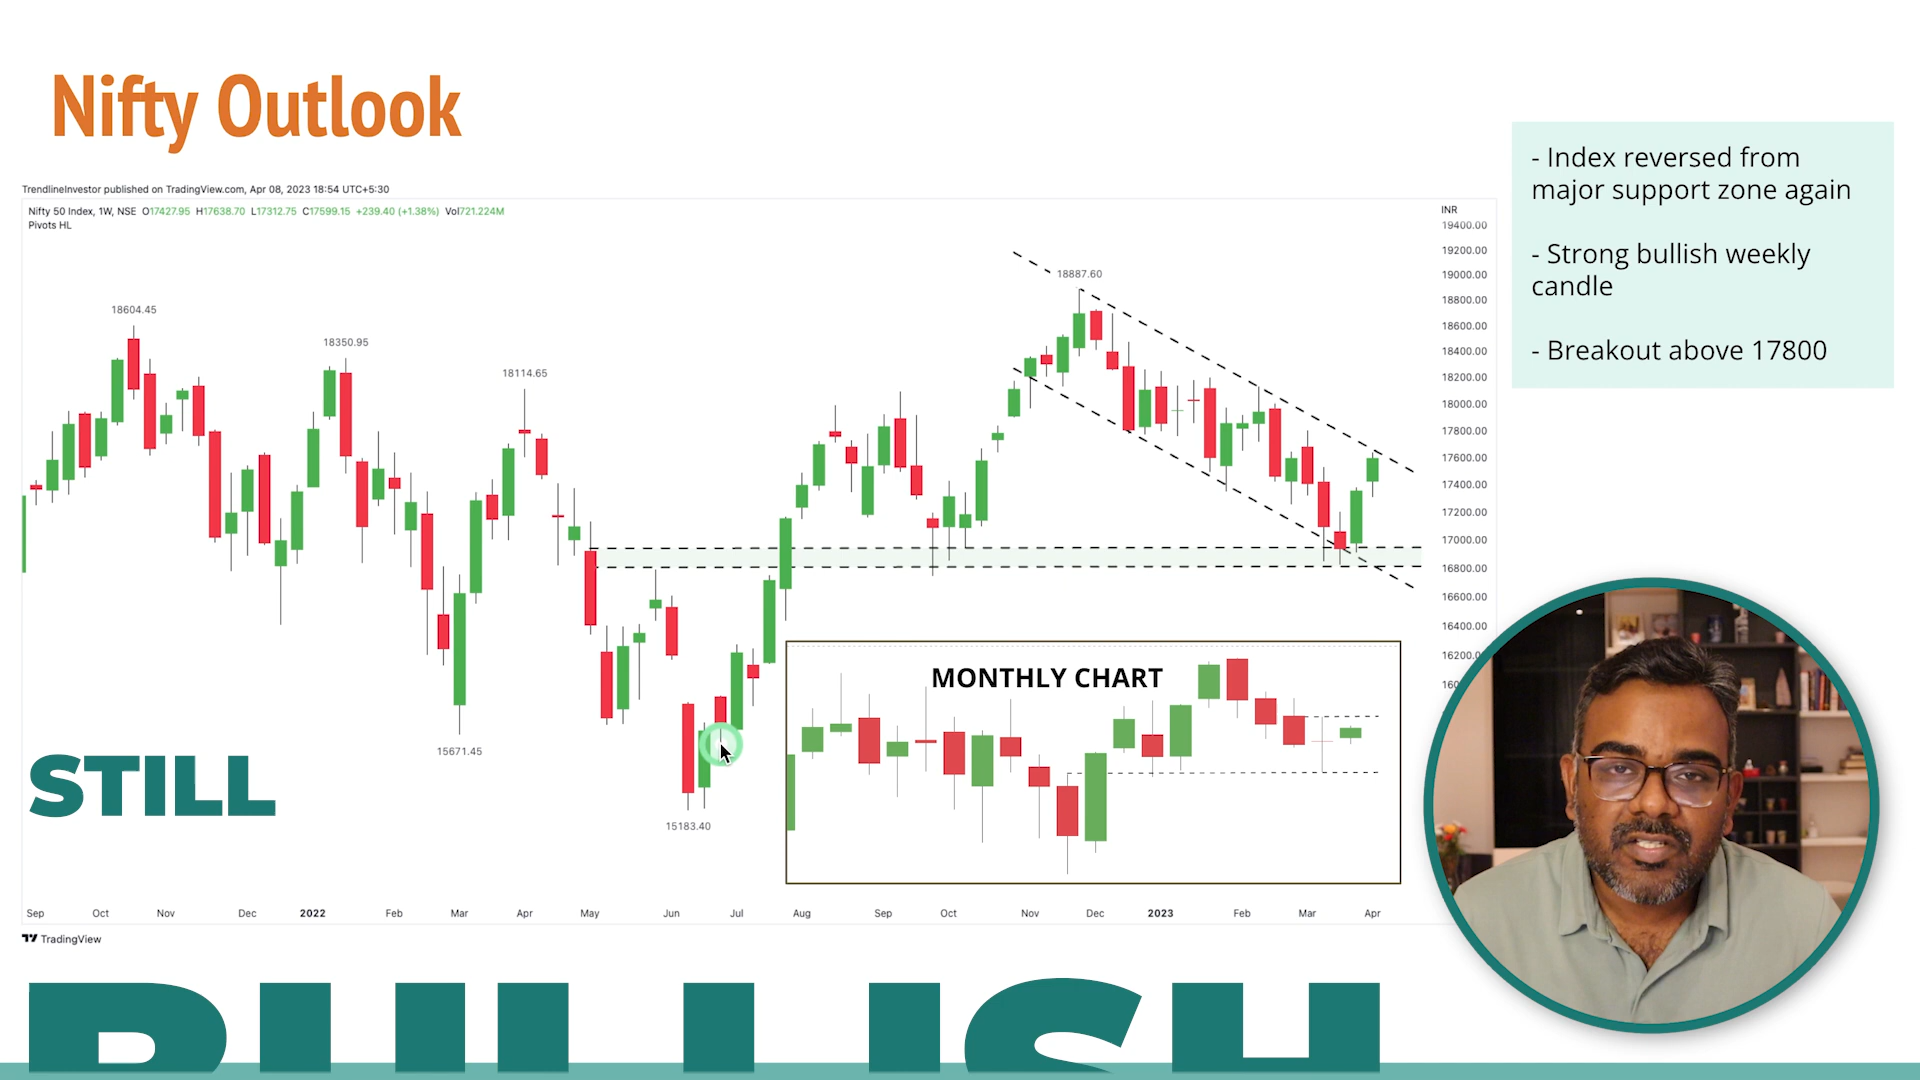 Nifty Outlook
TrendlineInvestor published on TradingView.com, Apr 08, 2023 18:54 UTC+5:30
Nifty 50 Index, 1W, NSE O17427.95 H17638.70 L17312.75 C17599.15 +239.40 (+1.38%) Vol721.224M
Pivots HL
INR
19400.00
19200.00
19000.00
18800.00
18600.00
18400.00
18200.00
18000.00
17800.00
17600.00
17400.00
17200.00
17000.00
16800.00
16600.00
16400.00
16200.0
160
18604.45
18350.95
18114.65
18887.60
15671.45
15183.40
MONTHLY CHART
- Index reversed from
major support zone again
- Strong bullish weekly
candle
- Breakout above 17800
STILL
Sep Oct Nov Dec 2022 Feb Mar Apr May Jun Jul Aug Sep Oct Nov Dec 2023 Feb Mar Apr
TradingView
BULLISH